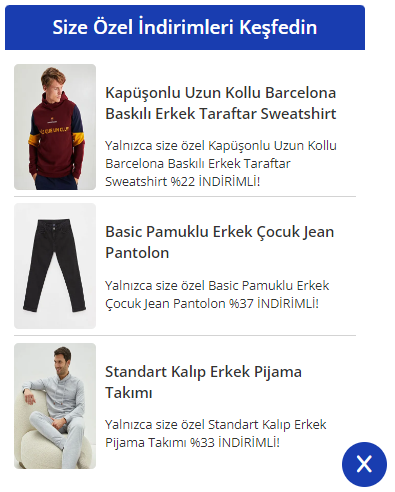 Size Özel İndirimleri Keşfedin
Kapüşonlu Uzun Kollu Barcelona
Baskılı Erkek Taraftar Sweatshirt
Yalnızca size özel Kapüşonlu Uzun Kollu
Barcelona Baskılı Erkek Taraftar
Sweatshirt %22 İNDİRİMLİ!
Basic Pamuklu Erkek Çocuk Jean
Pantolon
Yalnızca size özel Basic Pamuklu Erkek
Çocuk Jean Pantolon %37 İNDİRİMLİ!
Standart Kalıp Erkek Pijama
Takımı
Yalnızca size özel Standart Kalıp Erkek
Pijama Takımı %33 İNDİRİMLİ!